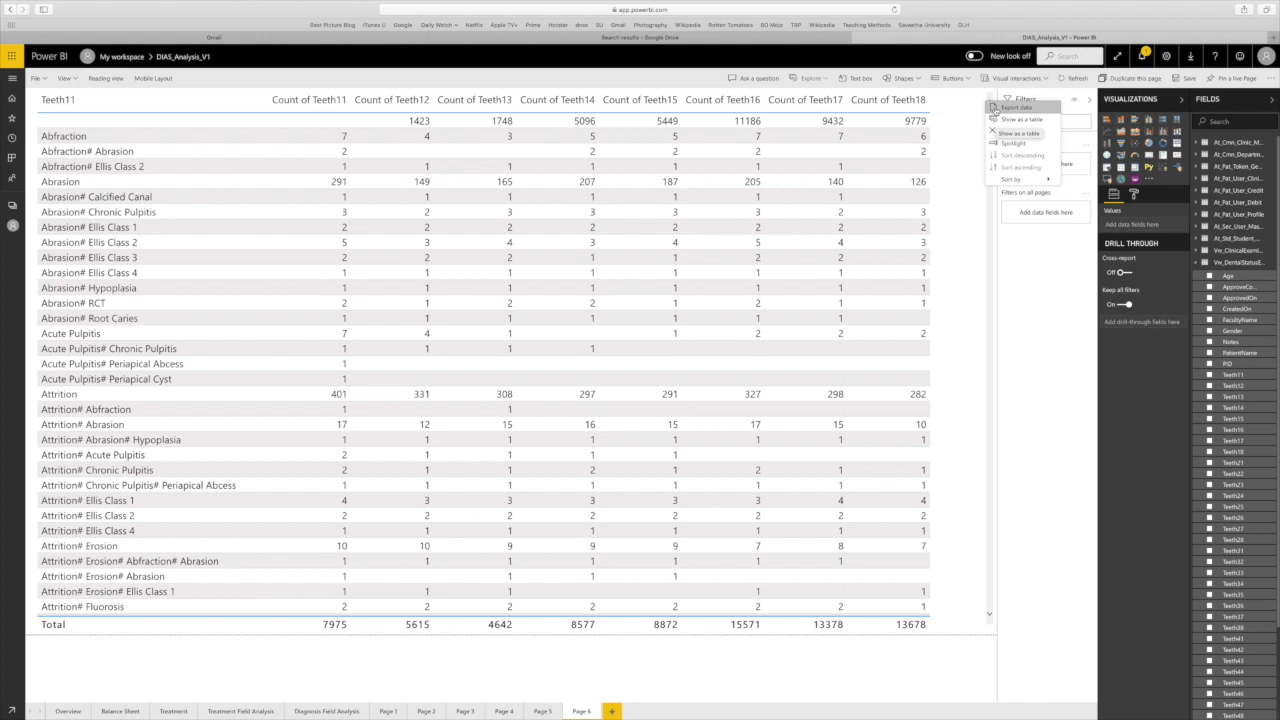 app.powerbi.com
Best Picture Blog iTunes U Google Daily Watch Netflix Apple TV+ Prime Hotstar dnse SU Gmail Photography Wikipedia Rotten Tomatoes BO Mojo TRP Wikipedia Teaching Methods Saveetha University GLH
Gmail Search results - Google Drive DIAS_Analysis_V1 - Power BI
Power BI My workspace > DIAS_Analysis_V1 New look off Search 1
File View Reading view Mobile Layout Ask a question Explore Text box Shapes Buttons Visual interactions Refresh Duplicate this page Save Pin a Live Page
Teeth11 Count of Teeth11 Count of Teeth12 Count of Teeth13 Count of Teeth14 Count of Teeth15 Count of Teeth16 Count of Teeth17 Count of Teeth18
1423 1748 5096 5449 11186 9432 9779
Abfraction 7 4 5 5 5 7 7 6
Abfraction# Abrasion 2 1 2 2 2 6
Abfraction# Ellis Class 2 1 1 1 1 1
Abrasion 291 149 165 207 187 205 140 126
Abrasion# Calcified Canal 1 1 1 1 1 1 1
Abrasion# Chronic Pulpitis 3 2 3 3 3 3 3 3
Abrasion# Ellis Class 1 2 2 2 2 2 2 2 2
Abrasion# Ellis Class 2 5 3 4 3 4 5 4 3
Abrasion# Ellis Class 3 2 2 2 1 1 2 2 2
Abrasion# Ellis Class 4 1 1 1 1 1 1 1 1
Abrasion# Hypoplasia 1 1 1 1 1 1 1 1
Abrasion# RCT 2 1 2 2 1 2 1 1
Abrasion# Root Caries 1 1 1 1 1 1
Acute Pulpitis 7 4 1 2 2 2
Acute Pulpitis# Chronic Pulpitis 1 1 1
Acute Pulpitis# Periapical Abcess 1
Acute Pulpitis# Periapical Cyst 1
Attrition 401 331 308 297 291 327 298 282
Attrition# Abfraction 1 1
Attrition# Abrasion 17 12 15 16 15 17 15 10
Attrition# Abrasion# Hypoplasia 1 1 1 1 1 1 1 1
Attrition# Acute Pulpitis 2 1 1 1 1
Attrition# Chronic Pulpitis 2 1 2 1 2 1 1
Attrition# Chronic Pulpitis# Periapical Abcess 1 1 1 1 1 1 1 1
Attrition# Ellis Class 1 4 3 3 3 3 3 4 4
Attrition# Ellis Class 2 2 2 2 2 2 2 2 2
Attrition# Ellis Class 4 1 1 1 1 1 1 1 1
Attrition# Erosion 10 10 9 9 9 7 8 7
Attrition# Erosion# Abfraction# Abrasion 1 1 1 1 1 1 1
Attrition# Erosion# Abrasion 1 1 1
Attrition# Erosion# Ellis Class 1 1 1 1 1
Attrition# Fluorosis 2 2 2 2 2 2 2 1
Total 7975 5615 4642 8577 8872 15571 13378 13678
Filters
Export data
Show as a table
Show as a table
Spotlight
Sort descending
Sort ascending
Sort by
Filters on all pages
Add data fields here
VISUALIZATIONS
Values
Add data fields here
DRILL THROUGH
Cross-report
Off
Keep all filters
On
Add drill-through fields here
FIELDS
Search
At_Cmn_Clinic_M...
At_Cmn_Departm...
At_Pat_Token_Ge...
At_Pat_User_Clini...
At_Pat_User_Credit
At_Pat_User_Debit
At_Pat_User_Profile
At_Sec_User_Mas...
At_Std_Student_...
Vw_ClinicalExami...
Vw_DentalStatusE...
Age
ApproveCo...
ApprovedOn
CreatedOn
FacultyName
Gender
Notes
PatientName
PID
Teeth11
Teeth12
Teeth13
Teeth14
Teeth15
Teeth16
Teeth17
Teeth18
Teeth21
Teeth22
Teeth23
Teeth24
Teeth25
Teeth26
Teeth27
Teeth28
Teeth31
Teeth32
Teeth33
Teeth34
Teeth35
Teeth36
Teeth37
Teeth38
Teeth41
Teeth42
Teeth43
Teeth44
Teeth45
Teeth46
Teeth47
Teeth48
Overview Balance Sheet Treatment Treatment Field Analysis Diagnosis Field Analysis Page 1 Page 2 Page 3 Page 4 Page 5 Page 6 +